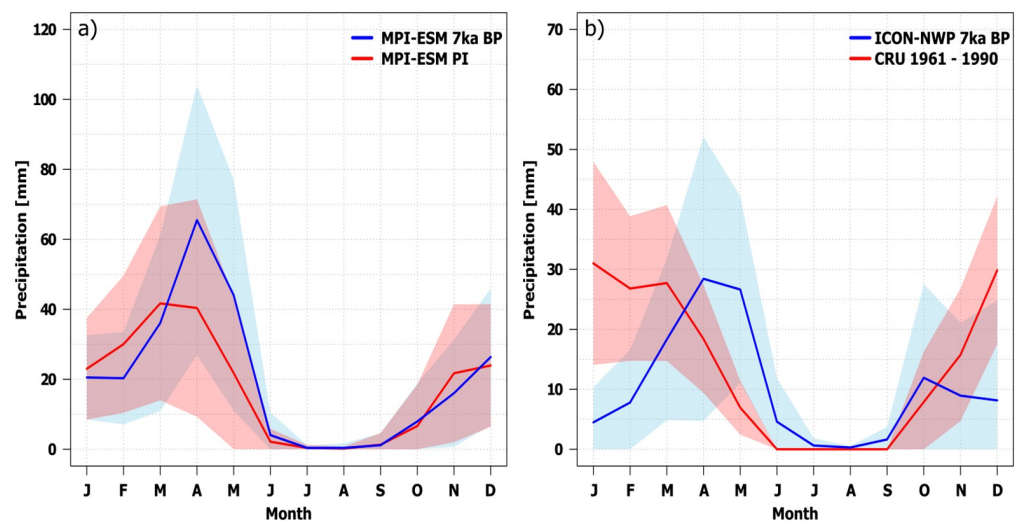 a)
MPI-ESM 7ka BP
MPI-ESM PI
Precipitation [mm]
120
100
80
60
40
20
0
J F M A M J J A S O N D
Month
b)
ICON-NWP 7ka BP
CRU 1961 - 1990
Precipitation [mm]
70
60
50
40
30
20
10
0
J F M A M J J A S O N D
Month